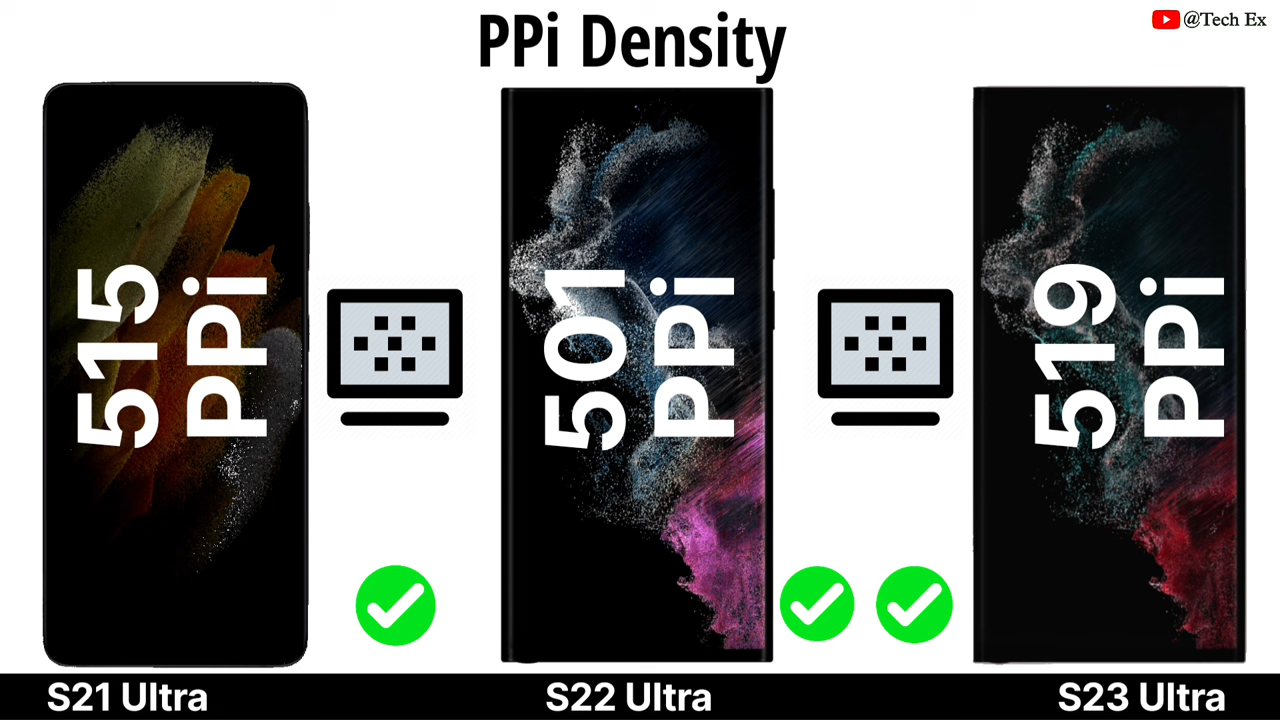 PPi Density
@Tech Ex
515
PPi
501
PPi
519
PPi
S21 Ultra
S22 Ultra
S23 Ultra